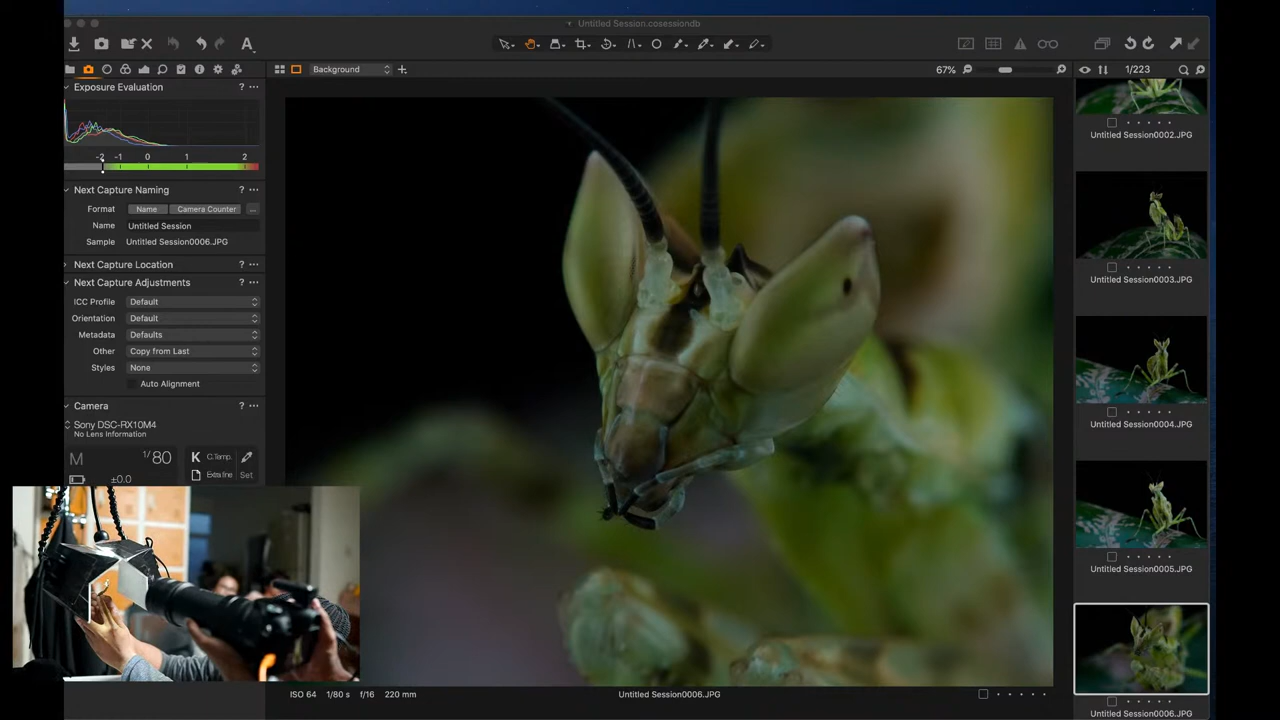 Untitled Session.cosessiondb
Background
67%
1/223
Exposure Evaluation ? ...
-2 -1 0 1 2
Next Capture Naming ? ...
Format Name Camera Counter ...
Name Untitled Session
Sample Untitled Session0006.JPG
Next Capture Location ? ...
Next Capture Adjustments ? ...
ICC Profile Default
Orientation Default
Metadata Defaults
Other Copy from Last
Styles None
Auto Alignment
Camera ? ...
Sony DSC-RX10M4
No Lens Information
M 1/80 K C.Temp. Set
±0.0 Extra fine
ISO 64 1/80 s f/16 220 mm
Untitled Session0006.JPG
Untitled Session0002.JPG
Untitled Session0003.JPG
Untitled Session0004.JPG
Untitled Session0005.JPG
Untitled Session0006.JPG